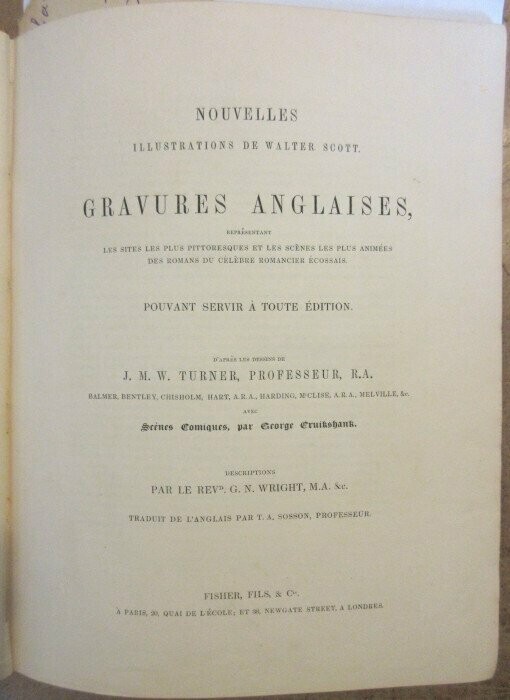 NOUVELLES
ILLUSTRATIONS DE WALTER SCOTT.
GRAVURES ANGLAISES,
REPRÉSENTANT
LES SITES LES PLUS PITTORESQUES ET LES SCÈNES LES PLUS ANIMÉES
DES ROMANS DU CÉLÈBRE ROMANCIER ÉCOSSAIS.
POUVANT SERVIR À TOUTE ÉDITION.
D'APRÈS LES DESSINS DE
J. M. W. TURNER, PROFESSEUR, R.A.
BALMER, BENTLEY, CHISHOLM, HART, A.R.A., HARDING, McCLISE, A.R.A., MELVILLE, &c.
AVEC
Scènes Comiques, par George Cruikshank.
DESCRIPTIONS
PAR LE REVD. G. N. WRIGHT, M.A. &c.
TRADUIT DE L'ANGLAIS PAR T. A. SOSSON, PROFESSEUR.
FISHER, FILS, & Cie.
À PARIS, 20, QUAI DE L'ÉCOLE; ET 38, NEWGATE STREET, A LONDRES.